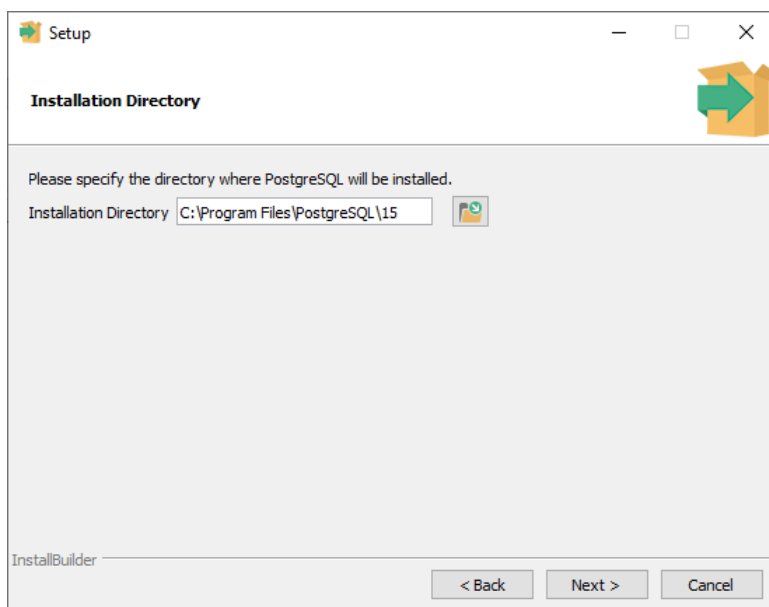 Setup
Installation Directory
Please specify the directory where PostgreSQL will be installed.
Installation Directory C:\Program Files\PostgreSQL\15
InstallBuilder
< Back Next > Cancel